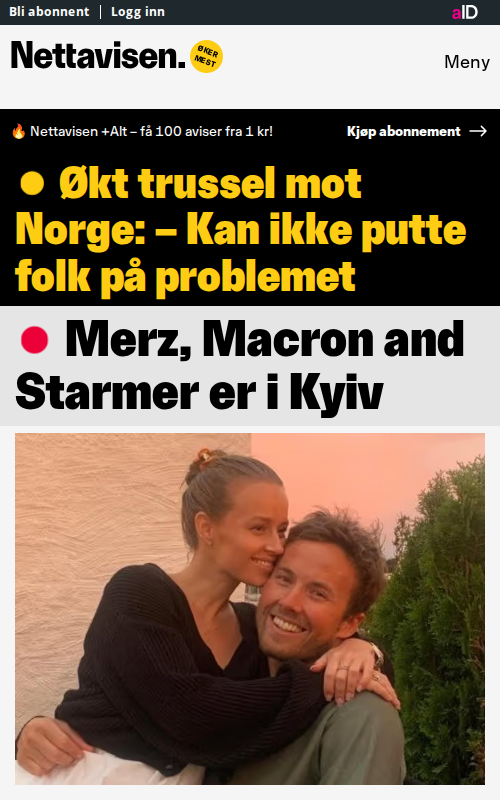 Bli abonnent | Logg inn
aID
Nettavisen.
ØKER
MEST
Meny
🔥 Nettavisen +Alt – få 100 aviser fra 1 kr!
Kjøp abonnement →
Økt trussel mot
Norge: – Kan ikke putte
folk på problemet
Merz, Macron and
Starmer er i Kyiv